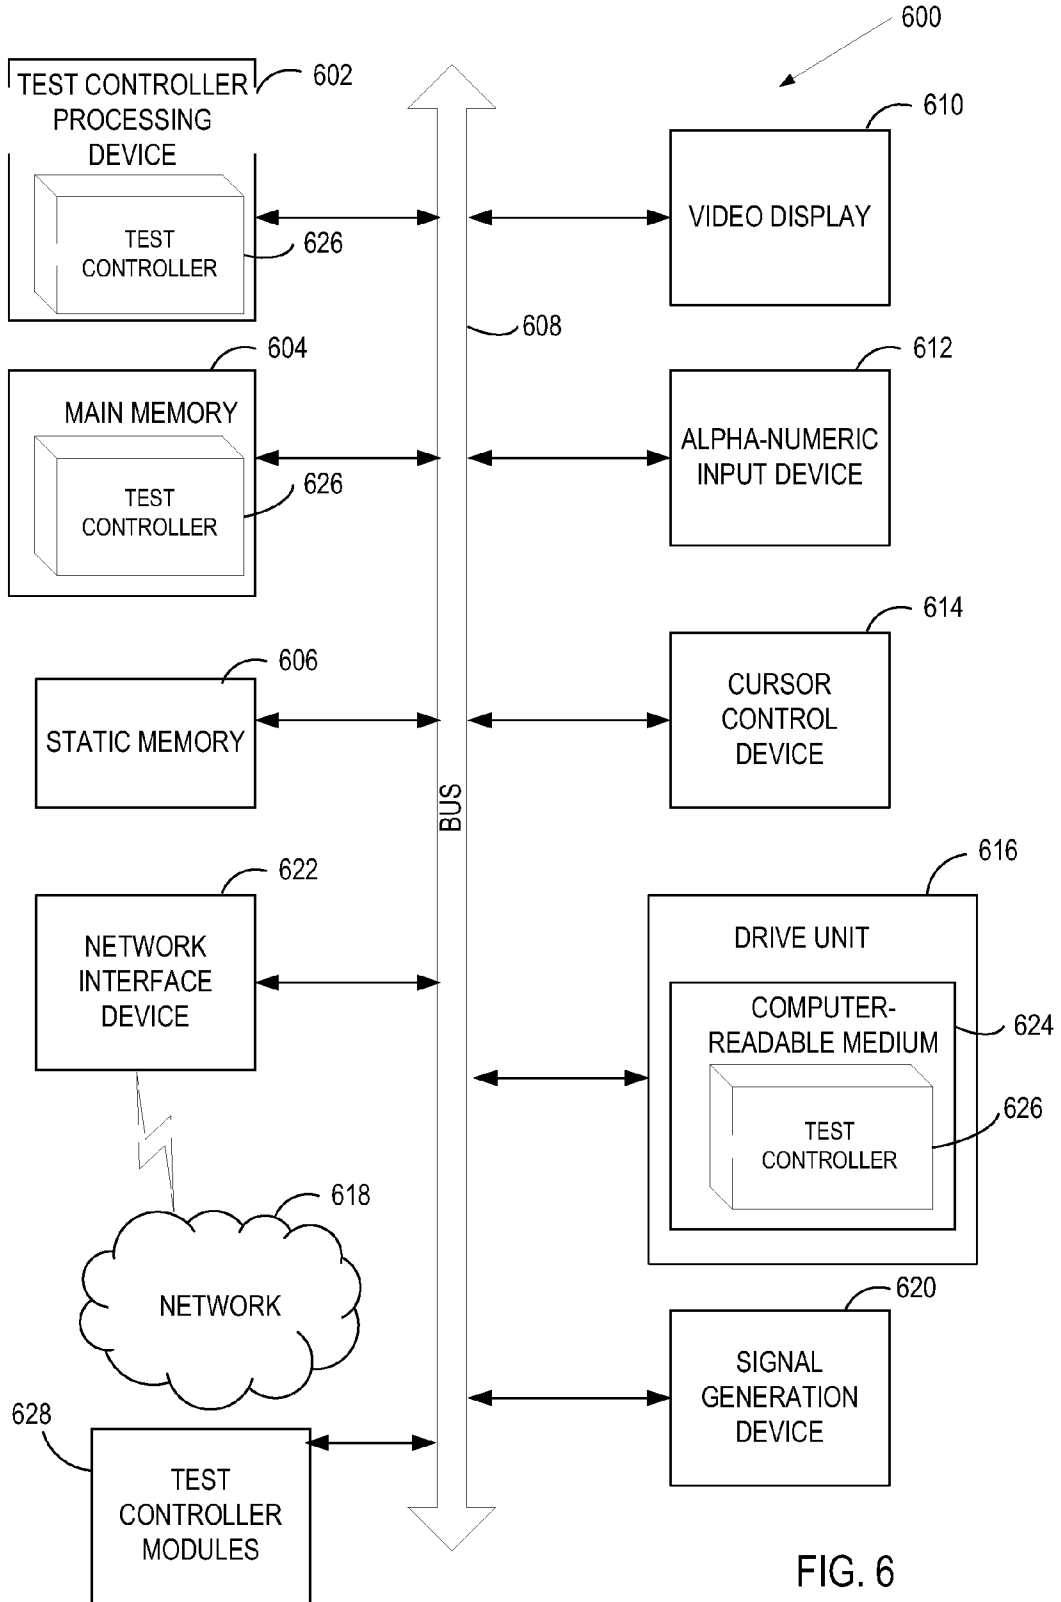 600
602
TEST CONTROLLER
PROCESSING
DEVICE
TEST
CONTROLLER
626
610
VIDEO DISPLAY
608
604
MAIN MEMORY
TEST
CONTROLLER
626
612
ALPHA-NUMERIC
INPUT DEVICE
606
STATIC MEMORY
614
CURSOR
CONTROL
DEVICE
BUS
622
NETWORK
INTERFACE
DEVICE
616
DRIVE UNIT
COMPUTER-
READABLE MEDIUM
624
TEST
CONTROLLER
626
618
NETWORK
620
SIGNAL
GENERATION
DEVICE
628
TEST
CONTROLLER
MODULES
FIG. 6